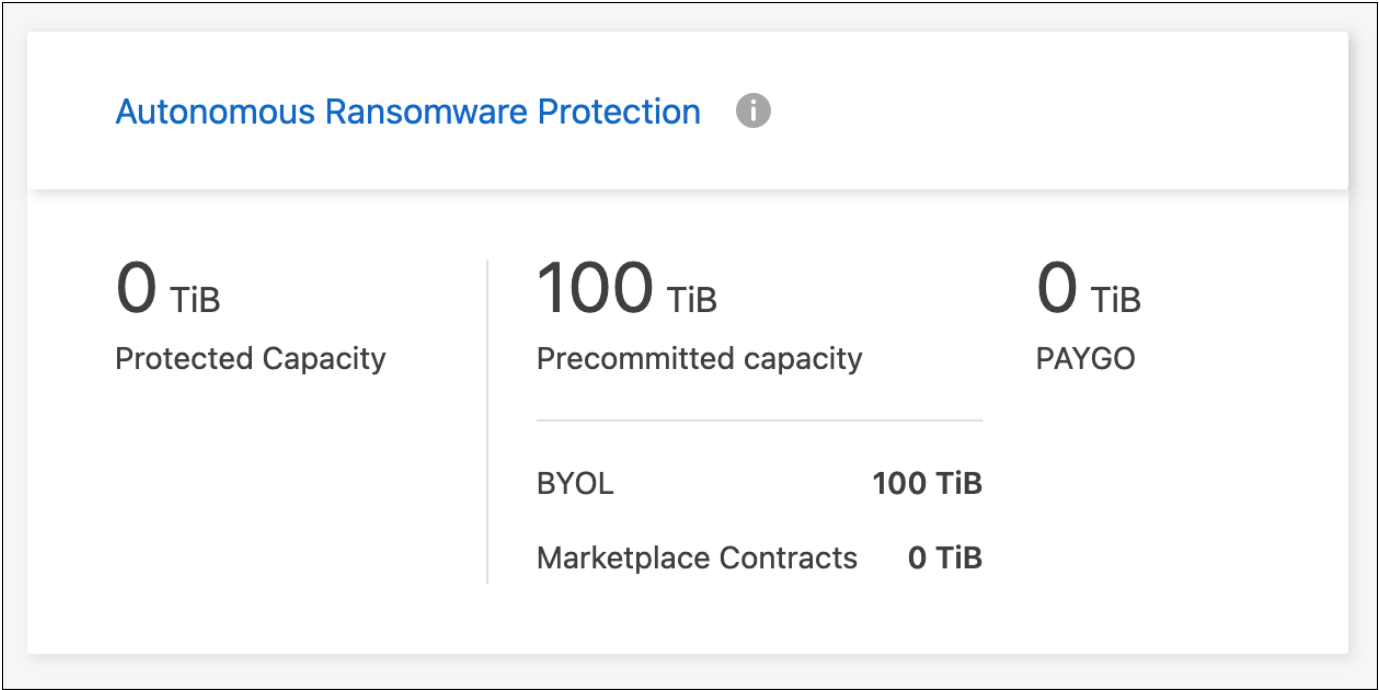 Autonomous Ransomware Protection
0 TiB
Protected Capacity
100 TiB
Precommitted capacity
BYOL 100 TiB
Marketplace Contracts 0 TiB
0 TiB
PAYGO